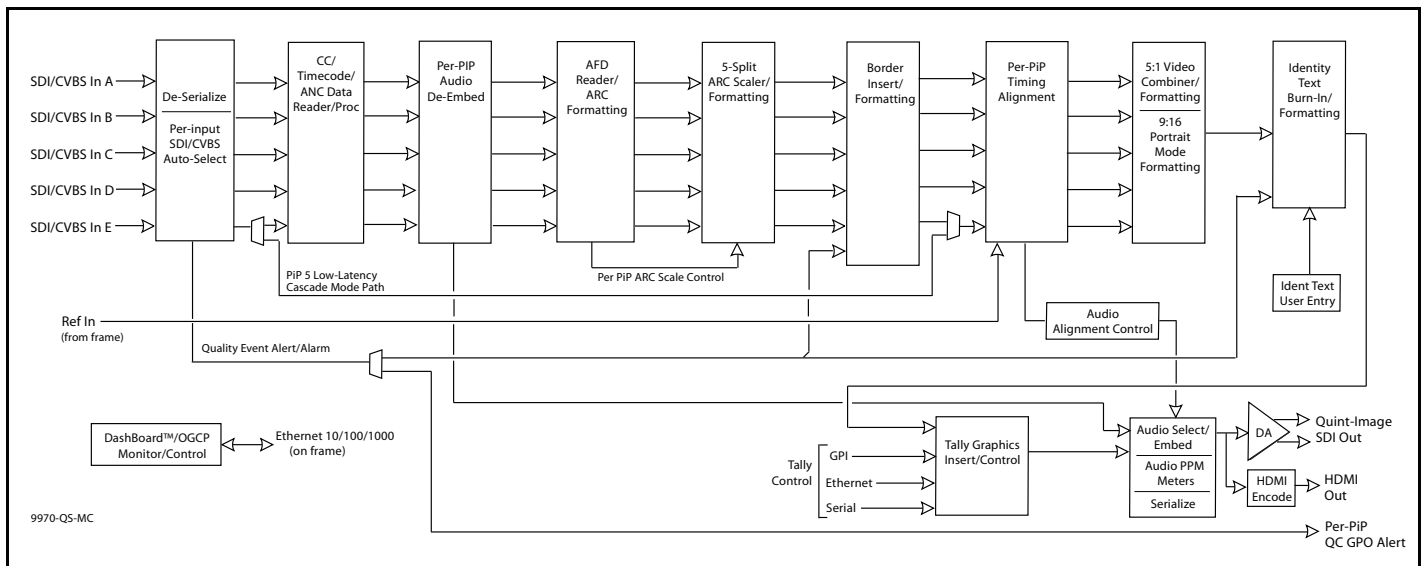 SDI/CVBS In A
SDI/CVBS In B
SDI/CVBS In C
SDI/CVBS In D
SDI/CVBS In E
De-Serialize
Per-input
SDI/CVBS
Auto-Select
CC/
Timecode/
ANC Data
Reader/Proc
Per-PIP
Audio
De-Embed
AFD
Reader/
ARC
Formatting
5-Split
ARC Scaler/
Formatting
Border
Insert/
Formatting
Per-PiP
Timing
Alignment
5:1 Video
Combiner/
Formatting
9:16
Portrait
Mode
Formatting
Identity
Text
Burn-In/
Formatting
PiP 5 Low-Latency
Cascade Mode Path
Per PiP ARC Scale Control
Ident Text
User Entry
Ref In
(from frame)
Audio
Alignment Control
Quality Event Alert/Alarm
DashBoard™/OGCP
Monitor/Control
Ethernet 10/100/1000
(on frame)
Tally
Control
GPI
Ethernet
Serial
Tally Graphics
Insert/Control
Audio Select/
Embed
Audio PPM
Meters
Serialize
DA
Quint-Image
SDI Out
HDMI
Encode
HDMI
Out
9970-QS-MC
Per-PiP
QC GPO Alert